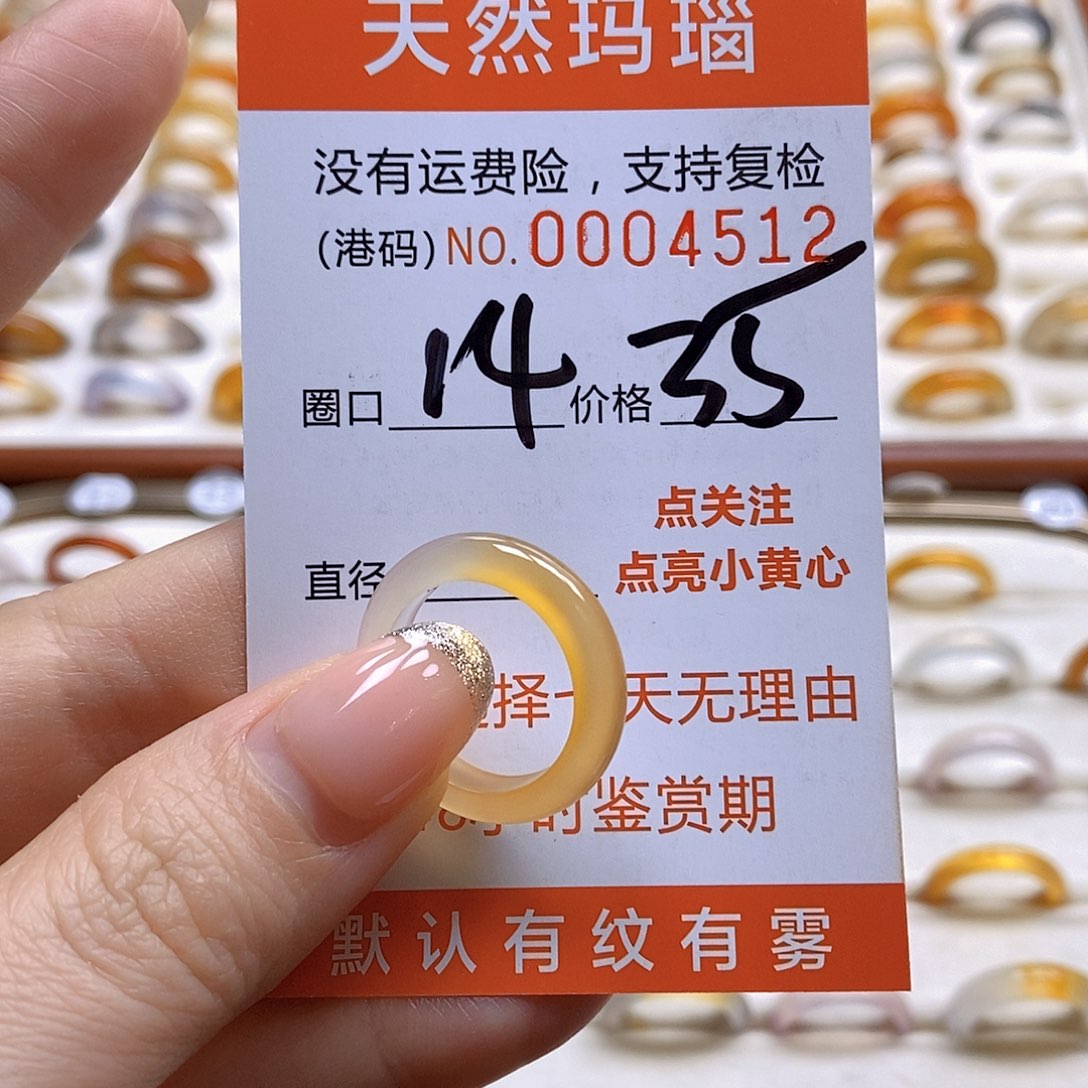 天然玛瑙
没有运费险，支持复检
(港码) NO. 0004512
圈口 14 价格 35
点关注
直径 点亮小黄心
择七天无理由
时鉴赏期
默认有纹有雾